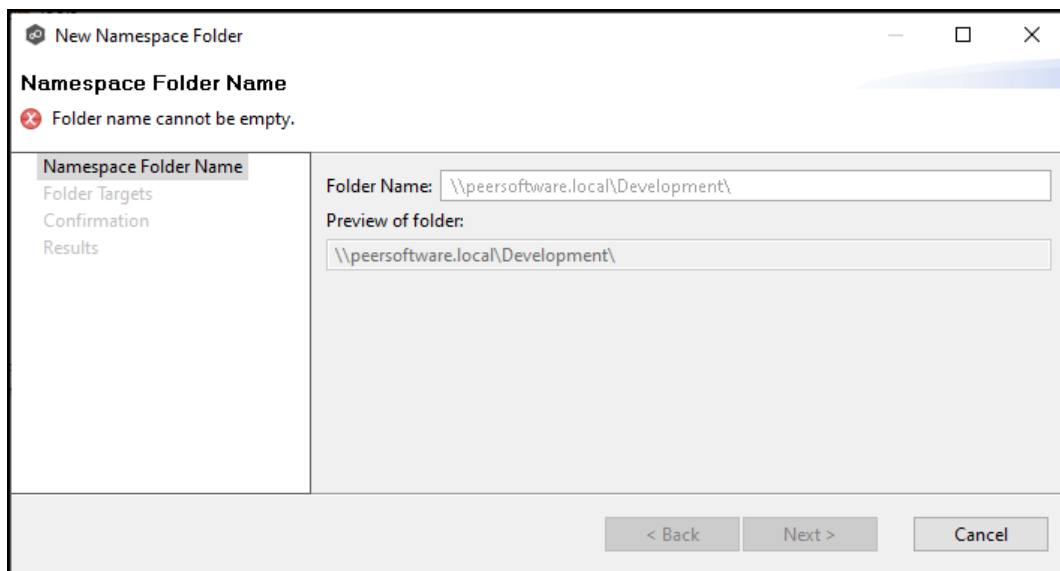 New Namespace Folder
Namespace Folder Name
Folder name cannot be empty.
Namespace Folder Name
Folder Targets
Confirmation
Results
Folder Name: \\peersoftware.local\Development\
Preview of folder:
\\peersoftware.local\Development\
< Back Next > Cancel